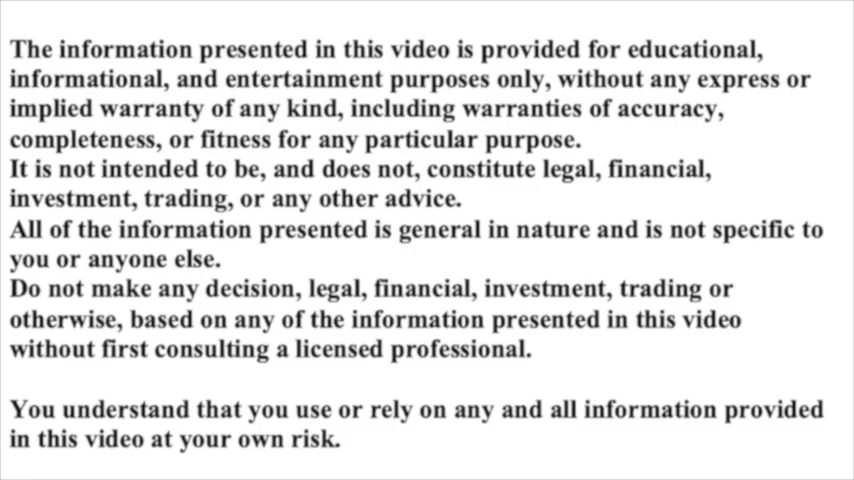 The information presented in this video is provided for educational,
informational, and entertainment purposes only, without any express or
implied warranty of any kind, including warranties of accuracy,
completeness, or fitness for any particular purpose.
It is not intended to be, and does not, constitute legal, financial,
investment, trading, or any other advice.
All of the information presented is general in nature and is not specific to
you or anyone else.
Do not make any decision, legal, financial, investment, trading or
otherwise, based on any of the information presented in this video
without first consulting a licensed professional.
You understand that you use or rely on any and all information provided
in this video at your own risk.